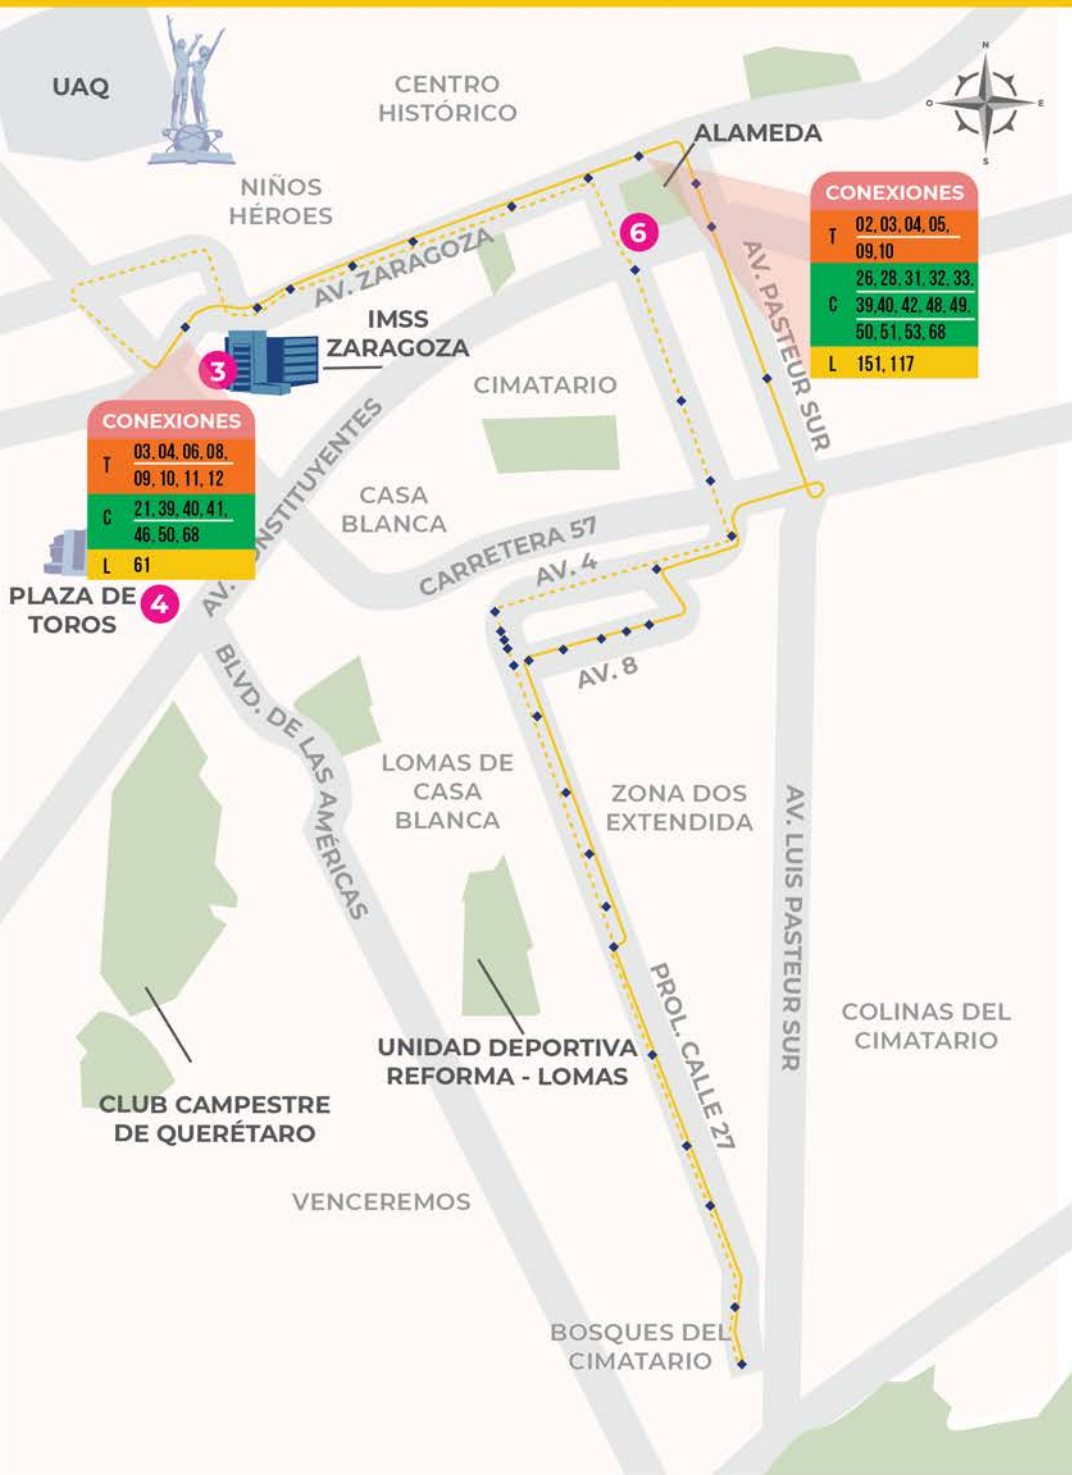 N
O
E
S
UAQ
CENTRO
HISTÓRICO
ALAMEDA
NIÑOS
HÉROES
CONEXIONES
T 02, 03, 04, 05,
09,10
C 26, 28, 31, 32, 33,
39,40, 42, 48, 49,
50, 51, 53, 68
L 151, 117
6
AV. ZARAGOZA
AV. PASTEUR SUR
IMSS
ZARAGOZA
3
CIMATARIO
CONEXIONES
T 03, 04, 06, 08,
09, 10, 11, 12
C 21, 39, 40, 41,
46, 50, 68
L 61
CASA
BLANCA
CARRETERA 57
AV. 4
PLAZA DE
TOROS
4
AV. 8
BLVD. DE LAS AMÉRICAS
LOMAS DE
CASA
BLANCA
ZONA DOS
EXTENDIDA
AV. LUIS PASTEUR SUR
PROL. CALLE 27
COLINAS DEL
CIMATARIO
UNIDAD DEPORTIVA
REFORMA - LOMAS
CLUB CAMPESTRE
DE QUERÉTARO
VENCEREMOS
BOSQUES DEL
CIMATARIO